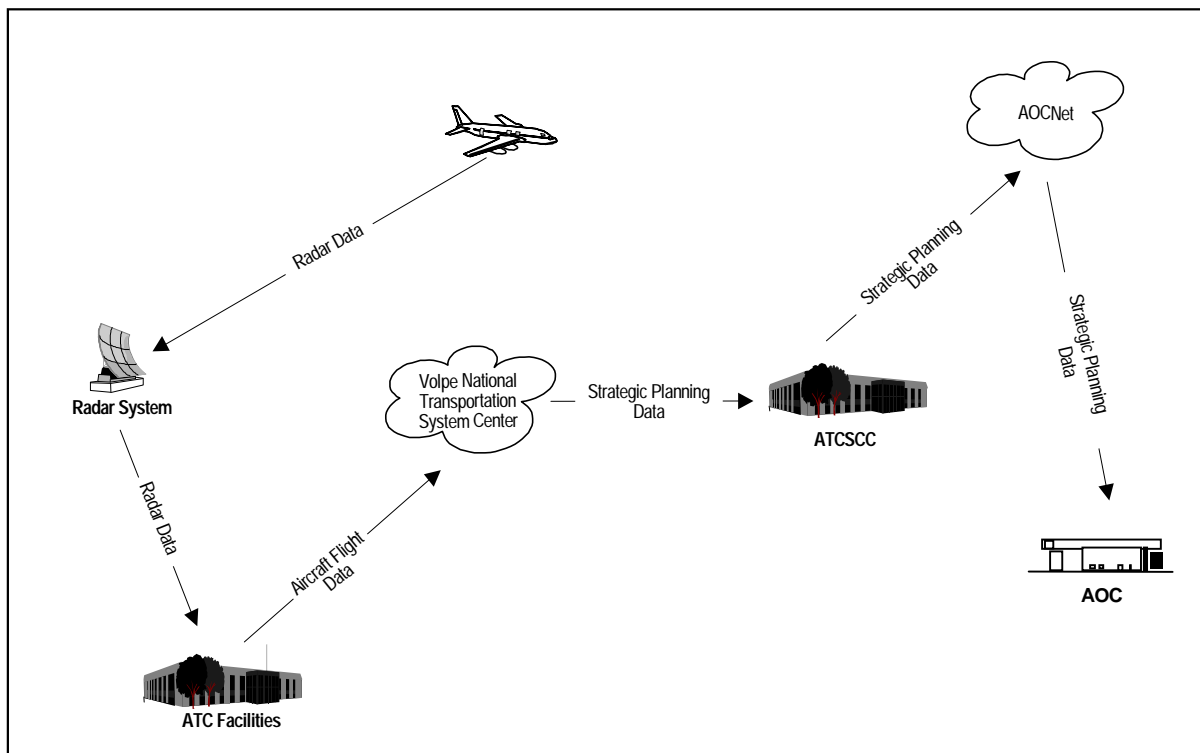 AOCNet
Radar Data
Strategic Planning
Data
Strategic Planning
Data
Radar System
Volpe National
Transportation
System Center
Strategic Planning
Data
ATCSCC
Radar Data
Aircraft Flight
Data
AOC
ATC Facilities